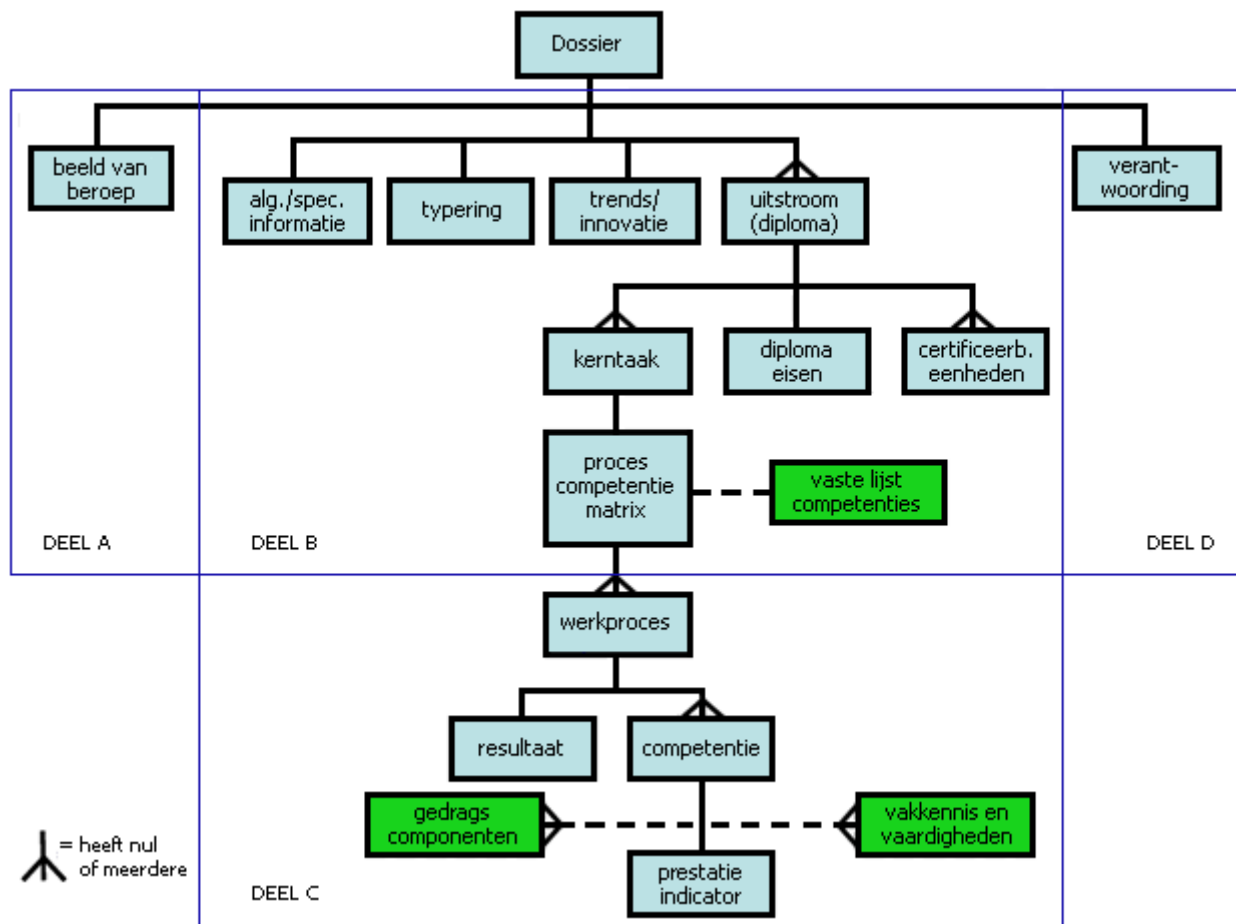 Dossier
beeld van
beroep
alg./spec.
informatie
typering
trends/
innovatie
uitstroom
(diploma)
verant-
woording
kerntaak
diploma
eisen
certificeerb.
eenheden
proces
competentie
matrix
vaste lijst
competenties
DEEL A
DEEL B
DEEL D
werkproces
resultaat
competentie
gedrags
componenten
vakkennis en
vaardigheden
prestatie
indicator
= heeft nul
of meerdere
DEEL C